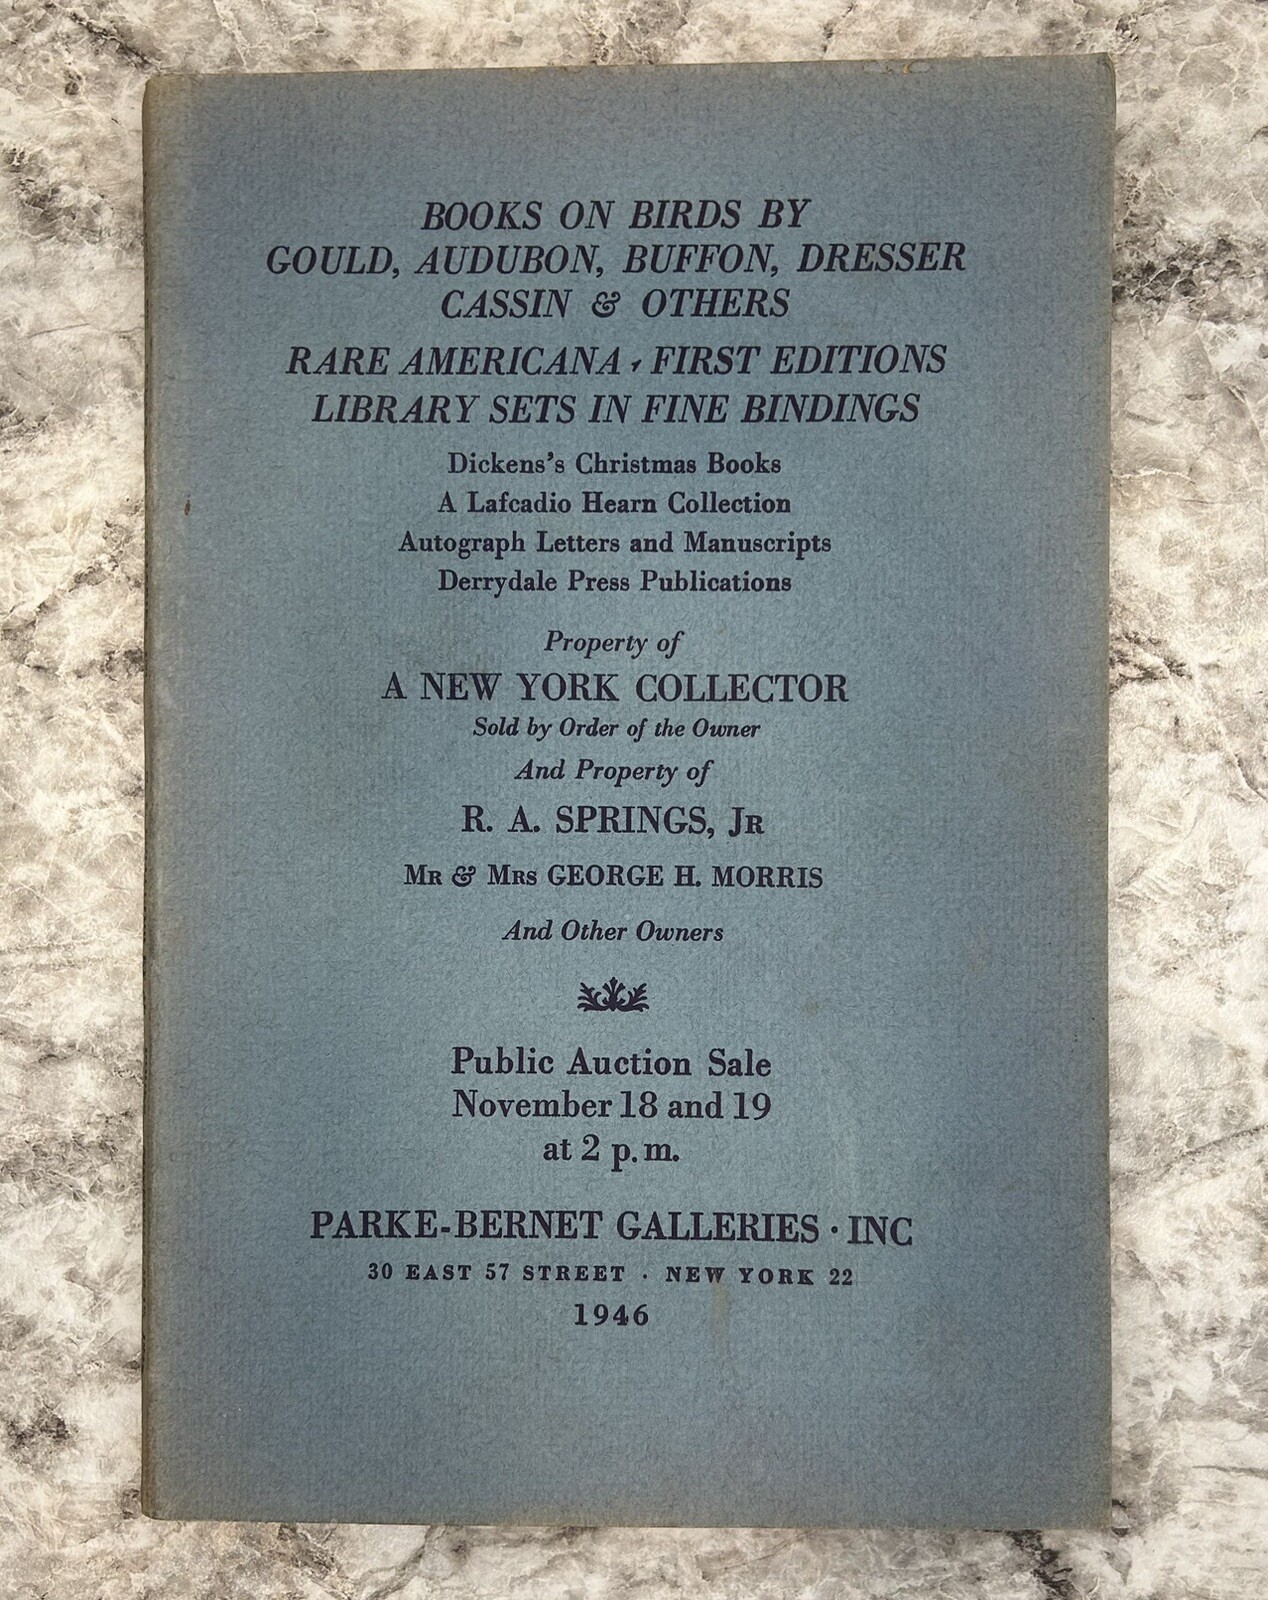 BOOKS ON BIRDS BY
GOULD, AUDUBON, BUFFON, DRESSER
CASSIN & OTHERS
RARE AMERICANA · FIRST EDITIONS
LIBRARY SETS IN FINE BINDINGS
Dickens's Christmas Books
A Lafcadio Hearn Collection
Autograph Letters and Manuscripts
Derrydale Press Publications
Property of
A NEW YORK COLLECTOR
Sold by Order of the Owner
And Property of
R. A. SPRINGS, JR
MR & MRS GEORGE H. MORRIS
And Other Owners
Public Auction Sale
November 18 and 19
at 2 p.m.
PARKE-BERNET GALLERIES · INC
30 EAST 57 STREET · NEW YORK 22
1946